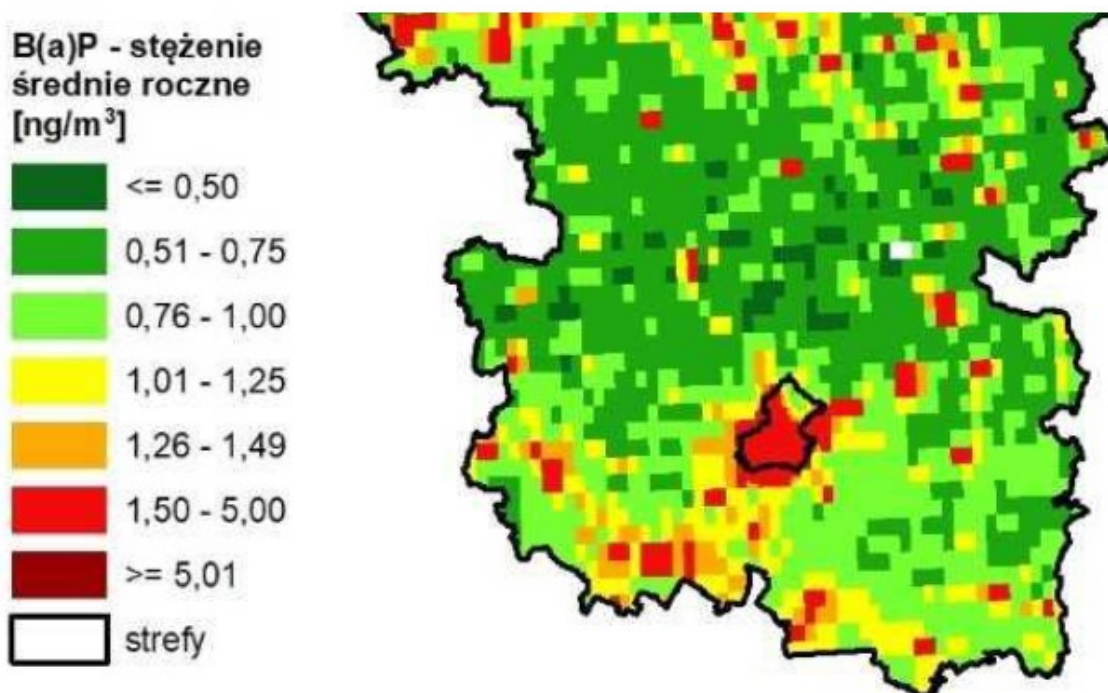 B(a)P - stężenie
średnie roczne
[ng/m³]
<= 0,50
0,51 - 0,75
0,76 - 1,00
1,01 - 1,25
1,26 - 1,49
1,50 - 5,00
>= 5,01
strefy